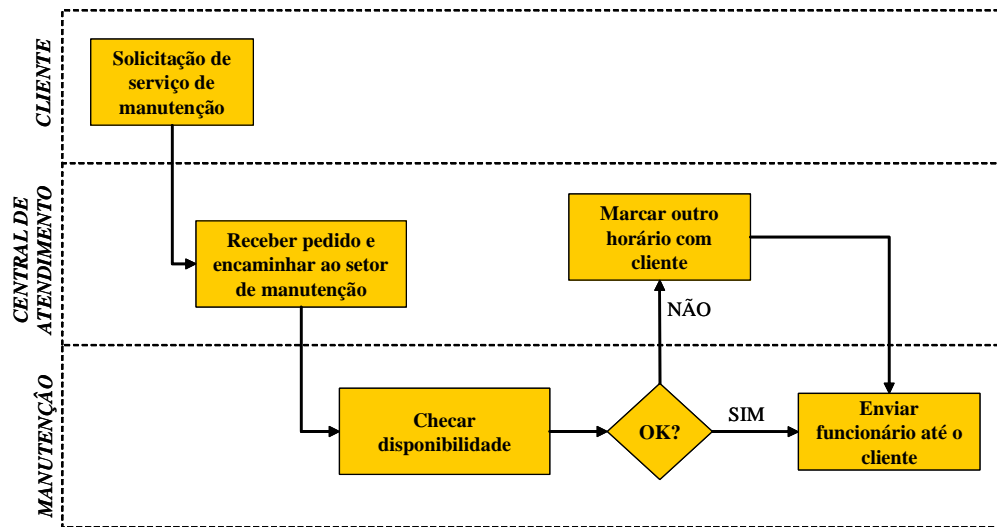 CLIENTE
Solicitação de
serviço de
manutenção
CENTRAL DE
ATENDIMENTO
Receber pedido e
encaminhar ao setor
de manutenção
Marcar outro
horário com
cliente
NÃO
MANUTENÇÂO
Checar
disponibilidade
OK?
SIM
Enviar
funcionário até o
cliente